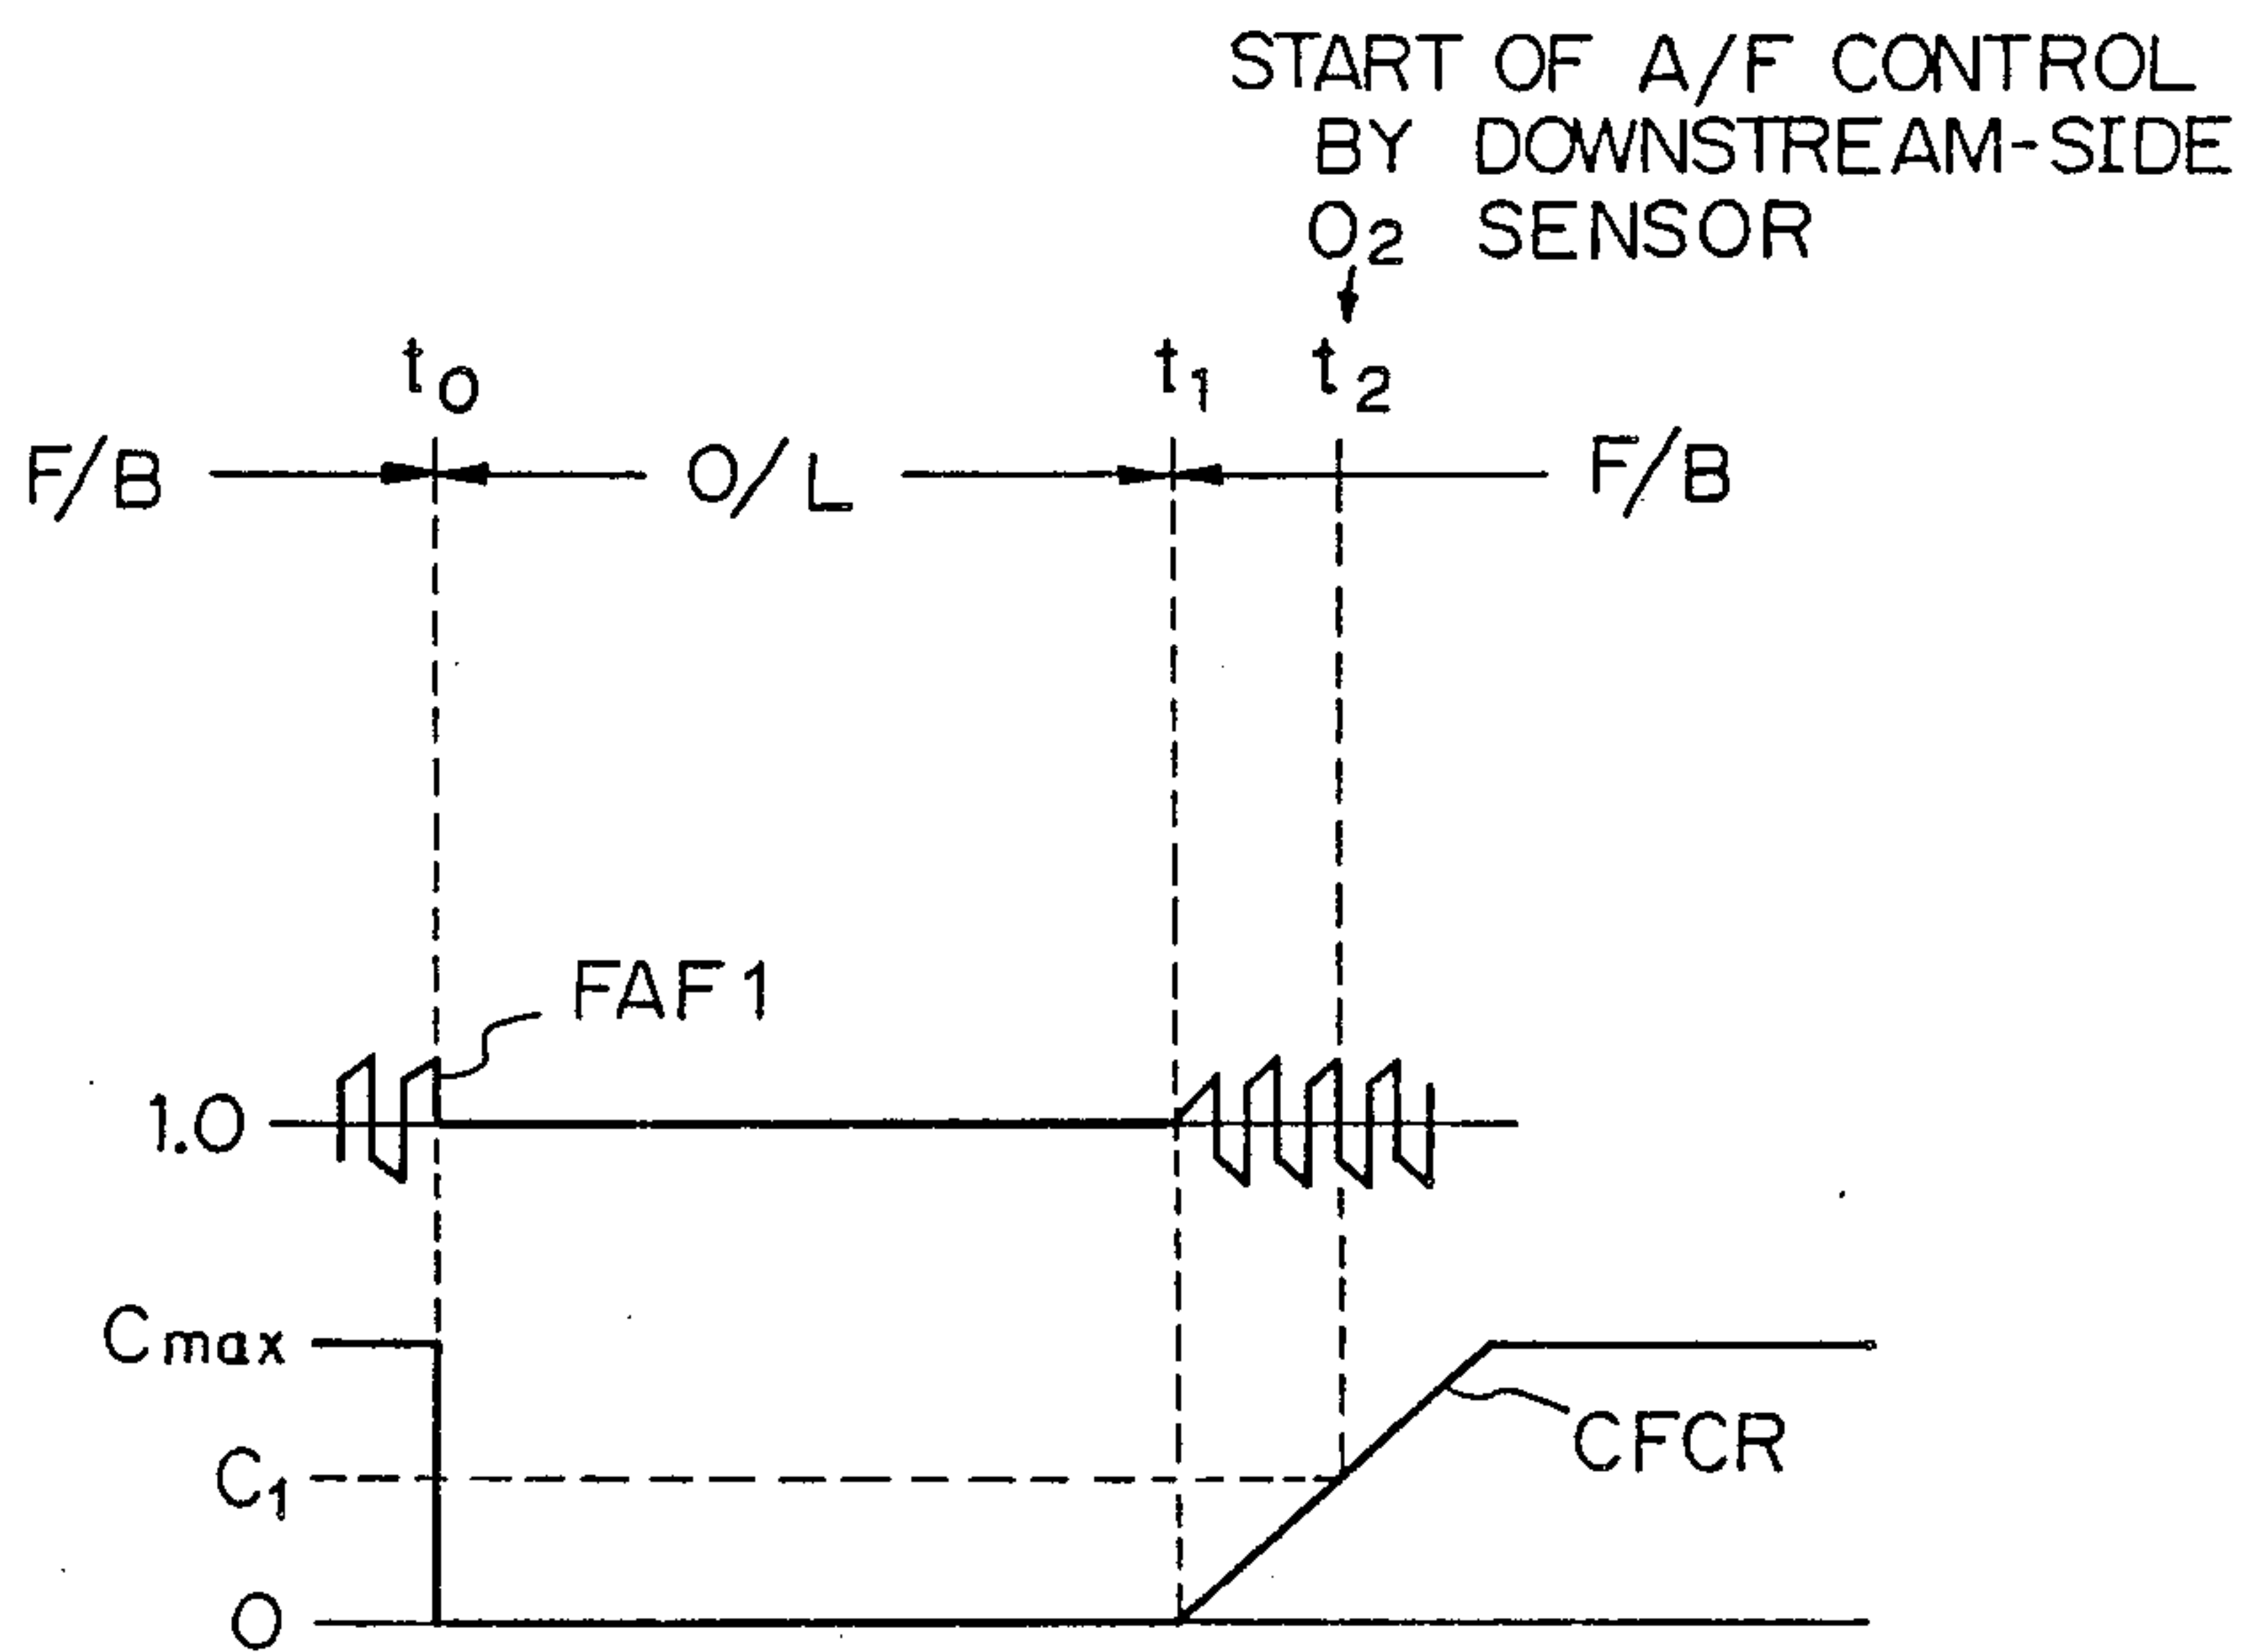 START OF A/F CONTROL
BY DOWNSTREAM-SIDE
O2 SENSOR
t0 t1 t2
F/B O/L F/B
FAF1
1.0
Cmax
C1
CFCR
0